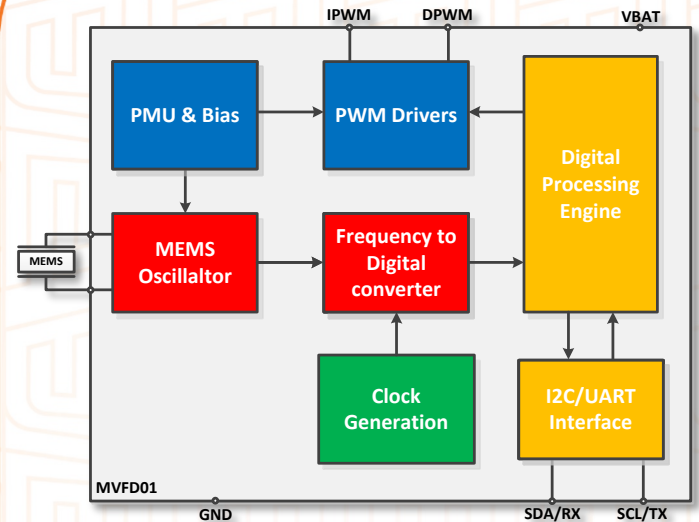 IPWM
DPWM
VBAT
PMU & Bias
PWM Drivers
Digital
Processing
Engine
MEMS
MEMS
Oscillaltor
Frequency to
Digital
converter
Clock
Generation
I2C/UART
Interface
MVFD01
GND
SDA/RX
SCL/TX